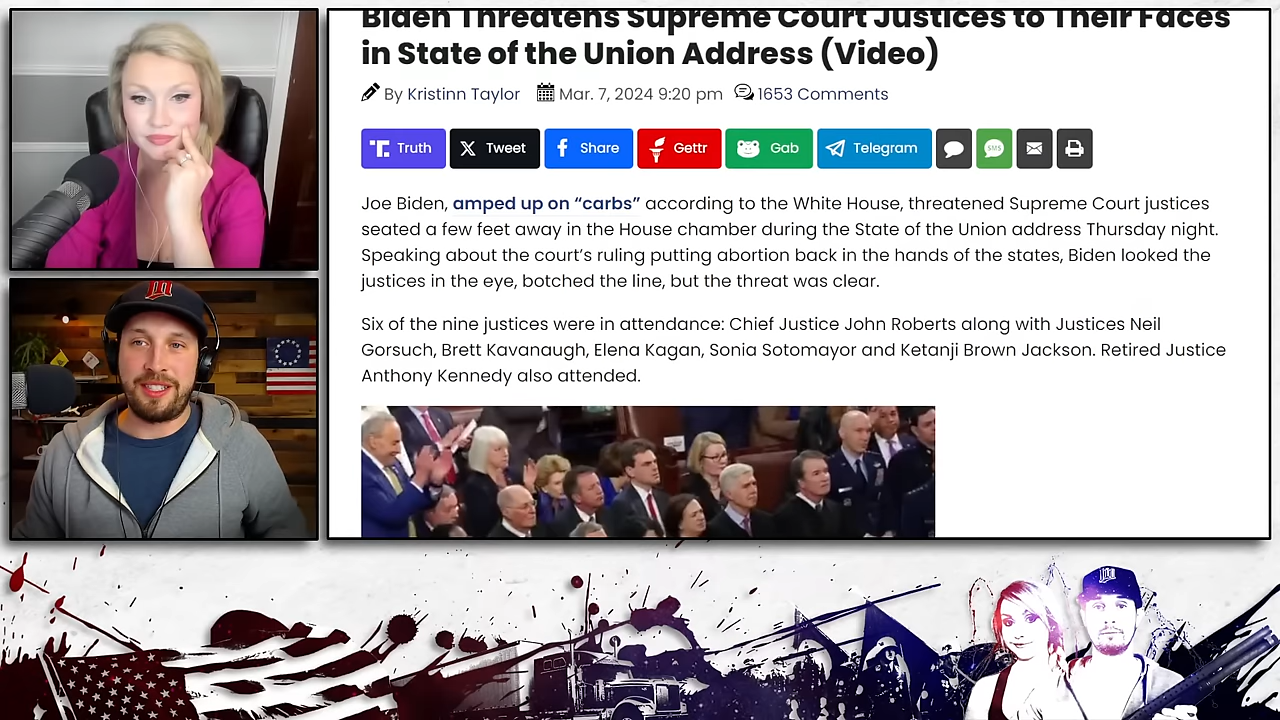 Biden Threatens Supreme Court Justices to Their Faces
in State of the Union Address (Video)
By Kristinn Taylor Mar. 7, 2024 9:20 pm 1653 Comments
Truth Tweet Share Gettr Gab Telegram SMS
Joe Biden, amped up on “carbs” according to the White House, threatened Supreme Court justices
seated a few feet away in the House chamber during the State of the Union address Thursday night.
Speaking about the court’s ruling putting abortion back in the hands of the states, Biden looked the
justices in the eye, botched the line, but the threat was clear.
Six of the nine justices were in attendance: Chief Justice John Roberts along with Justices Neil
Gorsuch, Brett Kavanaugh, Elena Kagan, Sonia Sotomayor and Ketanji Brown Jackson. Retired Justice
Anthony Kennedy also attended.